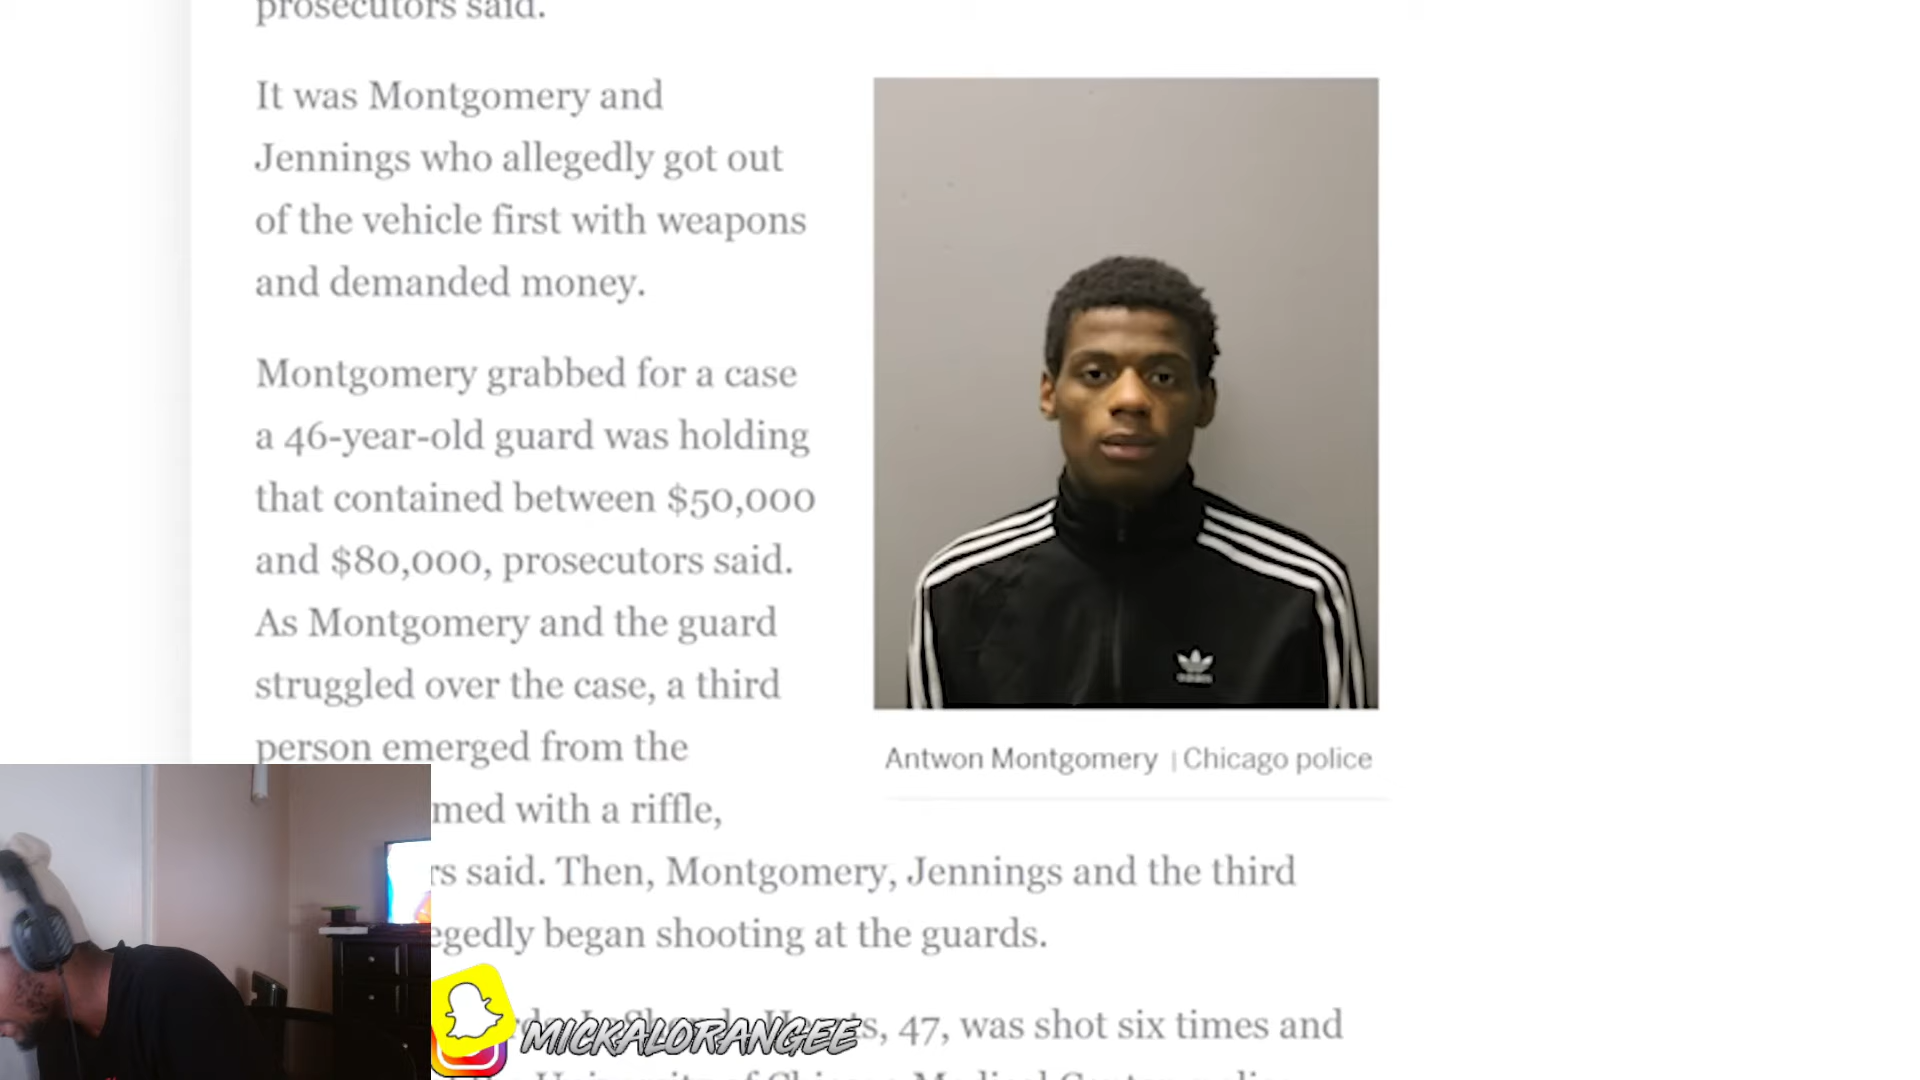 prosecutors said.
It was Montgomery and
Jennings who allegedly got out
of the vehicle first with weapons
and demanded money.
Montgomery grabbed for a case
a 46-year-old guard was holding
that contained between $50,000
and $80,000, prosecutors said.
As Montgomery and the guard
struggled over the case, a third
person emerged from the
med with a riffle,
rs said. Then, Montgomery, Jennings and the third
egedly began shooting at the guards.
s, 47, was shot six times and
Antwon Montgomery | Chicago police
adidas
MICKALORANGEE